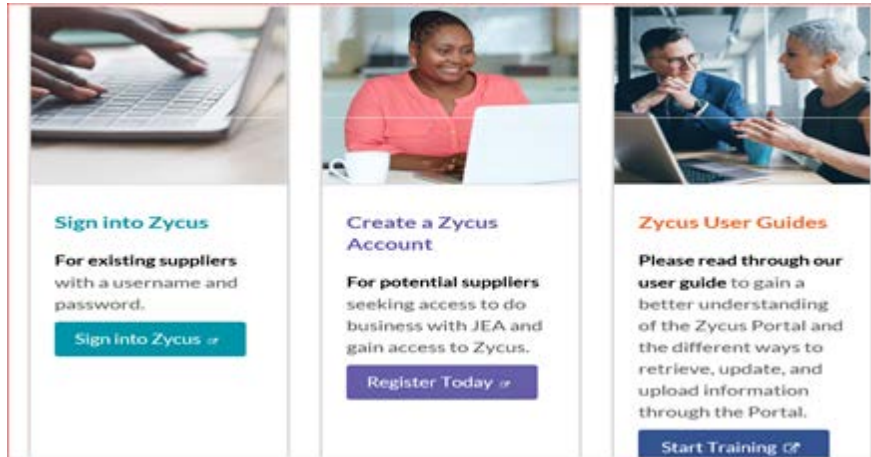 Sign into Zycus
For existing suppliers
with a username and
password.
Sign into Zycus
Create a Zycus
Account
For potential suppliers
seeking access to do
business with JEA and
gain access to Zycus.
Register Today
Zycus User Guides
Please read through our
user guide to gain a
better understanding
of the Zycus Portal and
the different ways to
retrieve, update, and
upload information
through the Portal.
Start Training